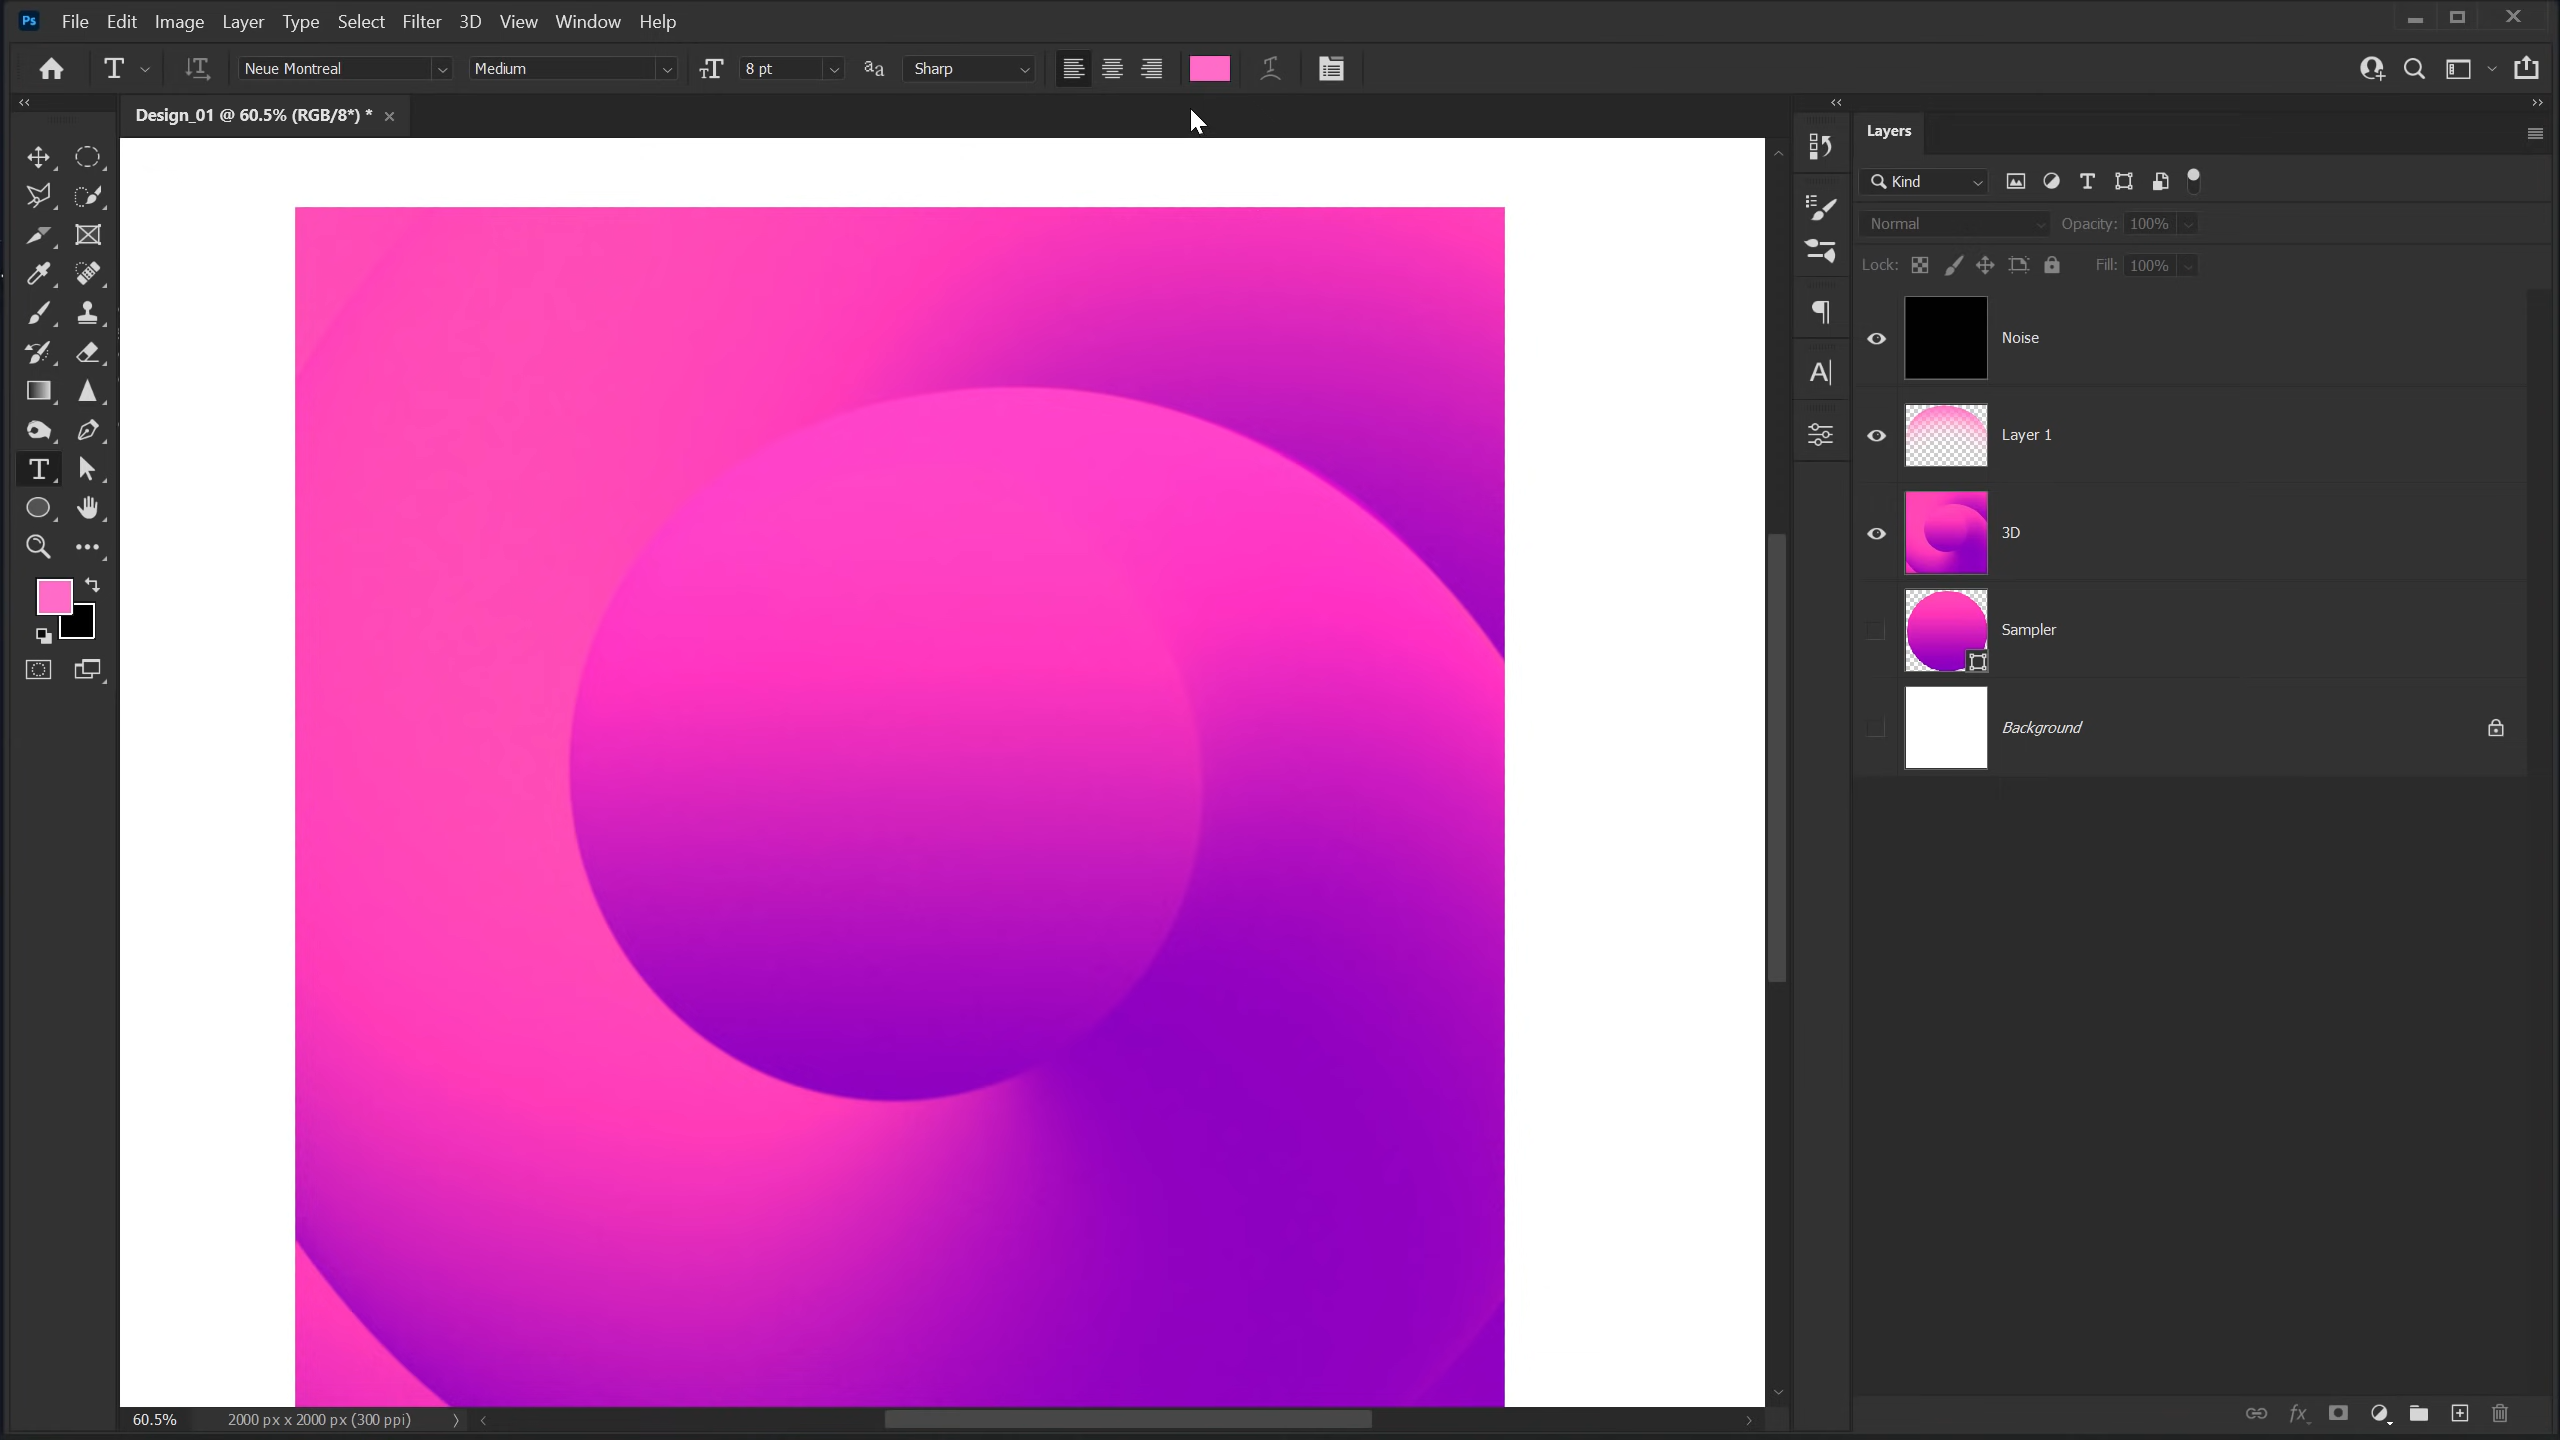 Ps File Edit Image Layer Type Select Filter 3D View Window Help
T Neue Montreal Medium 8 pt Sharp
Design_01 @ 60.5% (RGB/8*) *
Layers
Kind
Normal Opacity: 100%
Lock: Fill: 100%
Noise
Layer 1
3D
Sampler
Background
60.5% 2000 px x 2000 px (300 ppi)